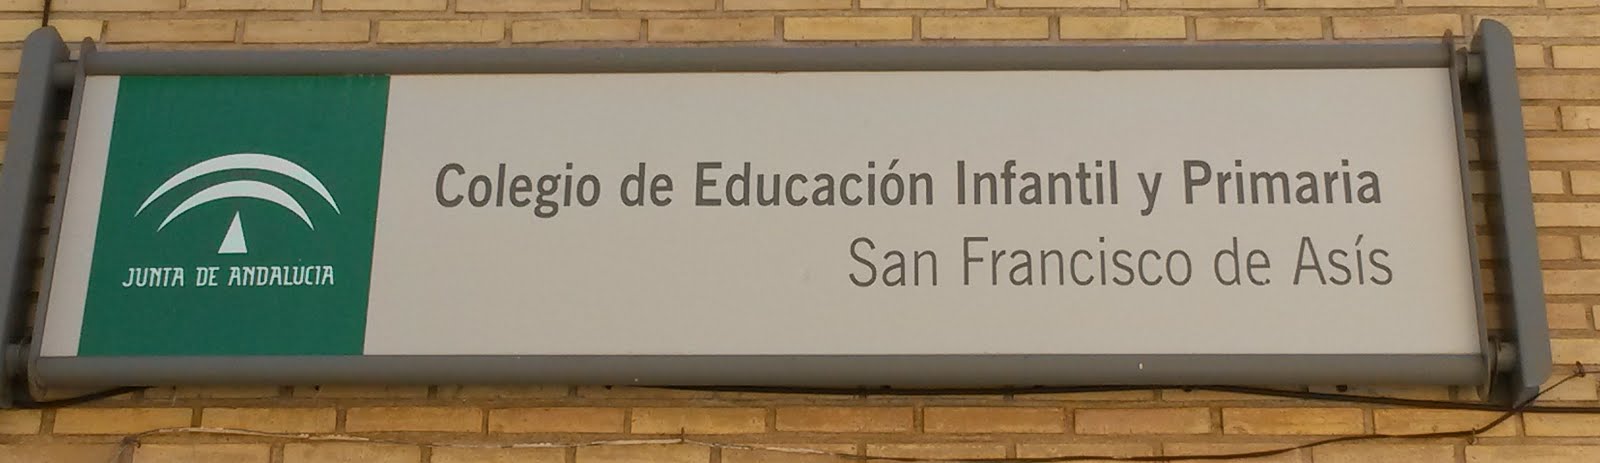 JUNTA DE ANDALUCIA
Colegio de Educación Infantil y Primaria
San Francisco de Asís